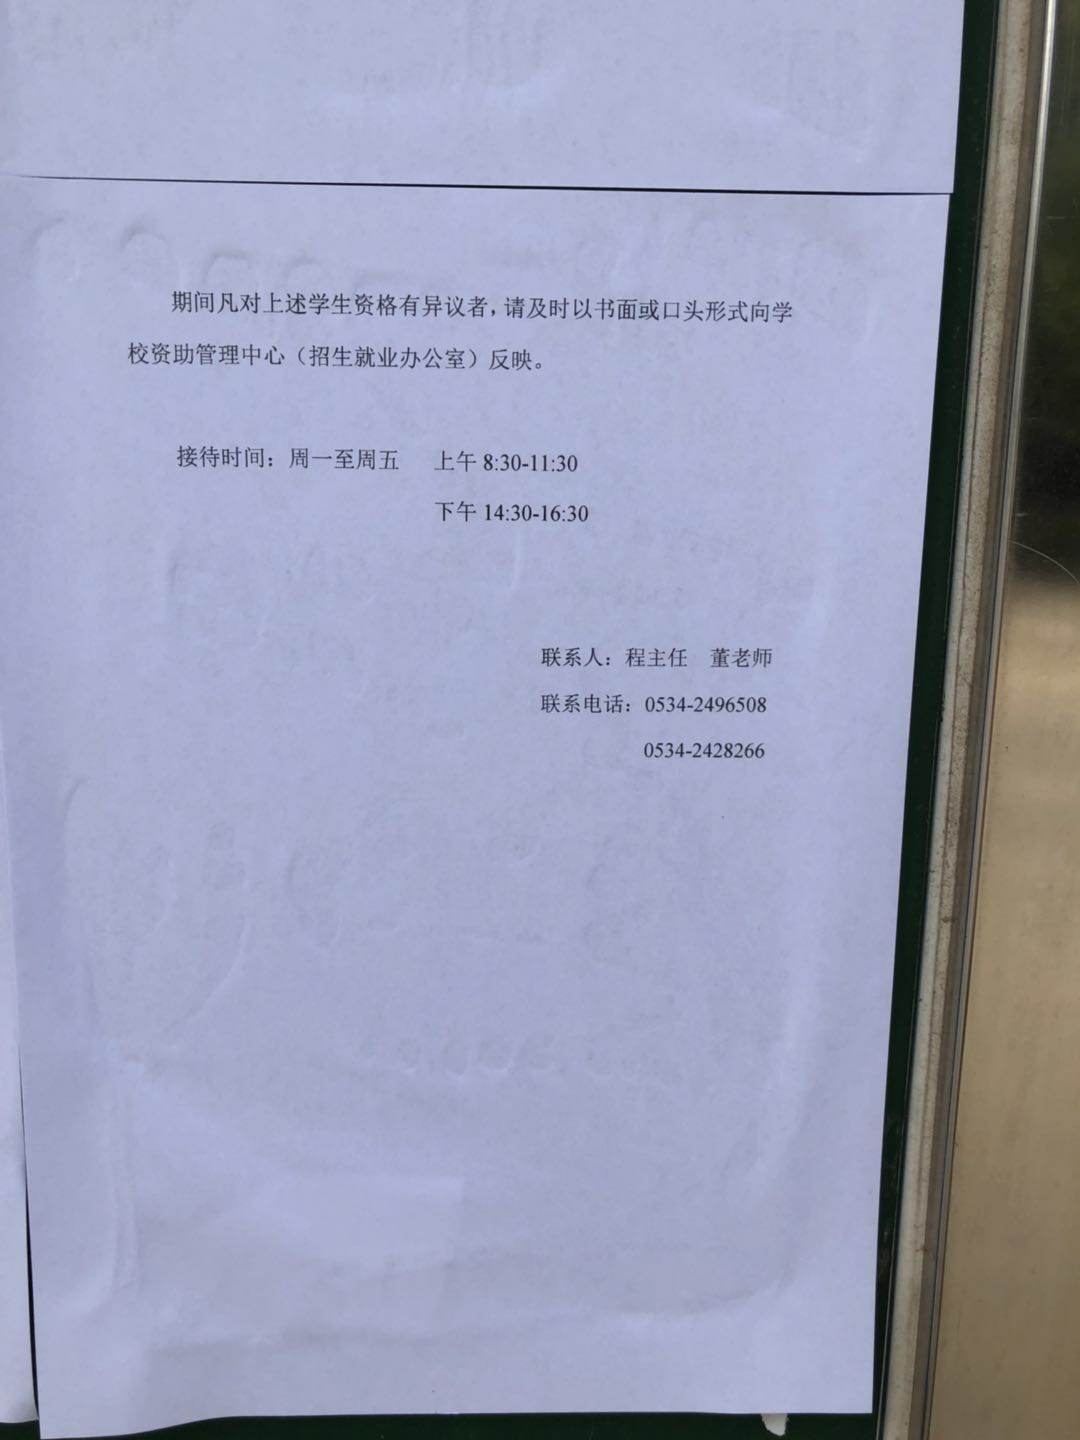 期间凡对上述学生资格有异议者，请及时以书面或口头形式向学
校资助管理中心（招生就业办公室）反映。
接待时间：周一至周五 上午 8:30-11:30
下午 14:30-16:30
联系人：程主任 董老师
联系电话：0534-2496508
0534-2428266